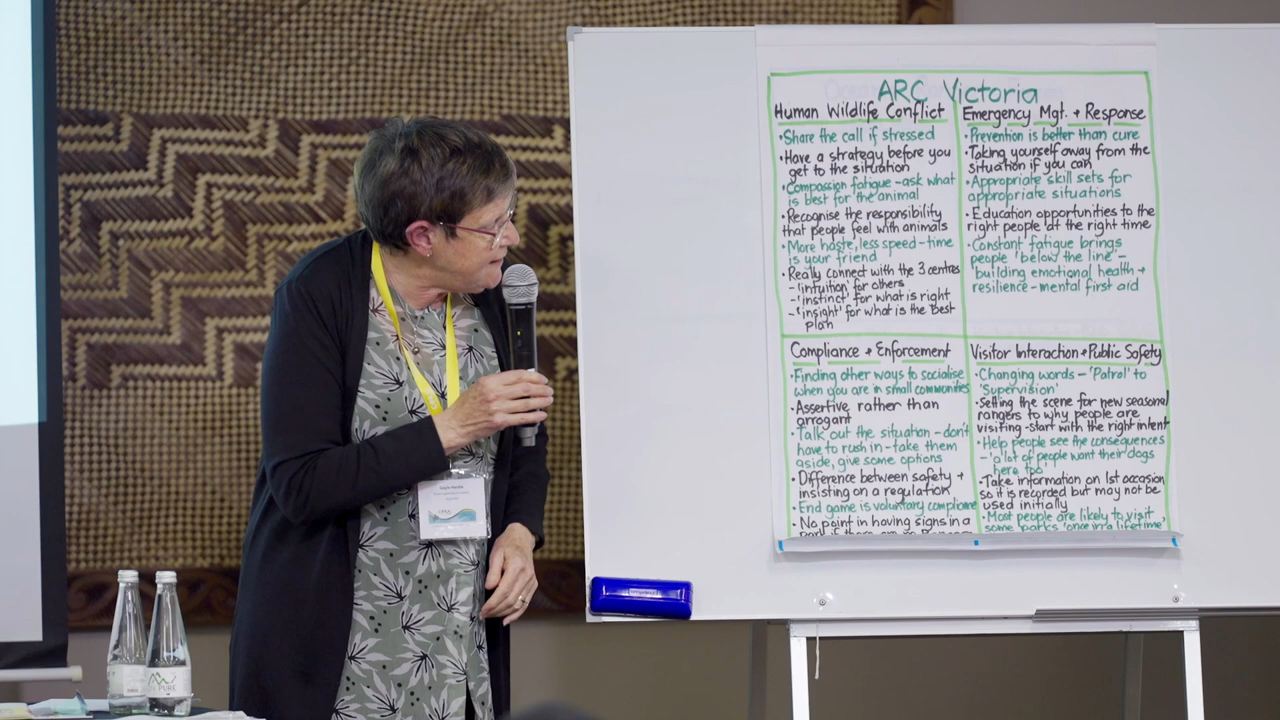 ARC Victoria
Human Wildlife Conflict
•Share the call if stressed
•Have a strategy before you
get to the situation
•Compassion fatigue - ask what
is best for the animal
•Recognise the responsibility
that people feel with animals
•More haste, less speed - time
is your friend
•Really connect with the 3 centres
- 'intuition' for others
- 'instinct' for what is right
- 'insight' for what is the best
plan
Emergency Mgt. + Response
•Prevention is better than cure
•Taking yourself away from the
situation if you can
•Appropriate skill sets for
appropriate situations
•Education opportunities to the
right people at the right time
•Constant fatigue brings
people 'below the line' -
building emotional health +
resilience - mental first aid
Compliance + Enforcement
•Finding other ways to socialise
when you are in small communities
•Assertive rather than
arrogant
•Talk out the situation - don't
have to rush in - take them
aside, give some options
•Difference between safety +
insisting on a regulation
•End game is voluntary compliance
•No point in having signs in a
Visitor Interaction + Public Safety
•Changing words - 'Patrol' to
'Supervision'
•Setting the scene for new seasonal
rangers to why people are
visiting - start with the right intent
•Help people see the consequences
- 'a lot of people want their dogs
here too'
•Take information on 1st occasion
so it is recorded but may not be
used initially
•Most people are likely to visit
some parks 'once in a lifetime'
PURE